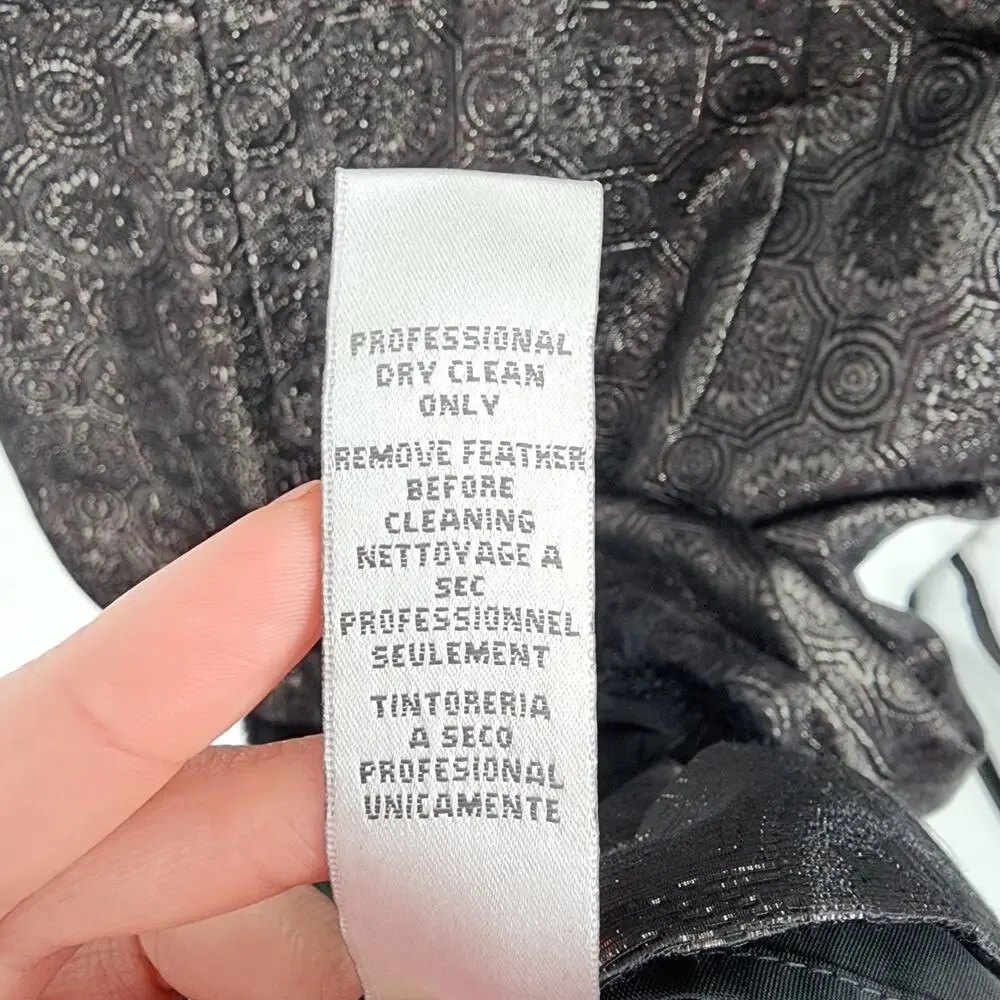 PROFESSIONAL
DRY CLEAN
ONLY
REMOVE FEATHER
BEFORE
CLEANING
NETTOYAGE A
SEC
PROFESSIONNEL
SEULEMENT
TINTORERIA
A SECO
PROFESIONAL
UNICAMENTE